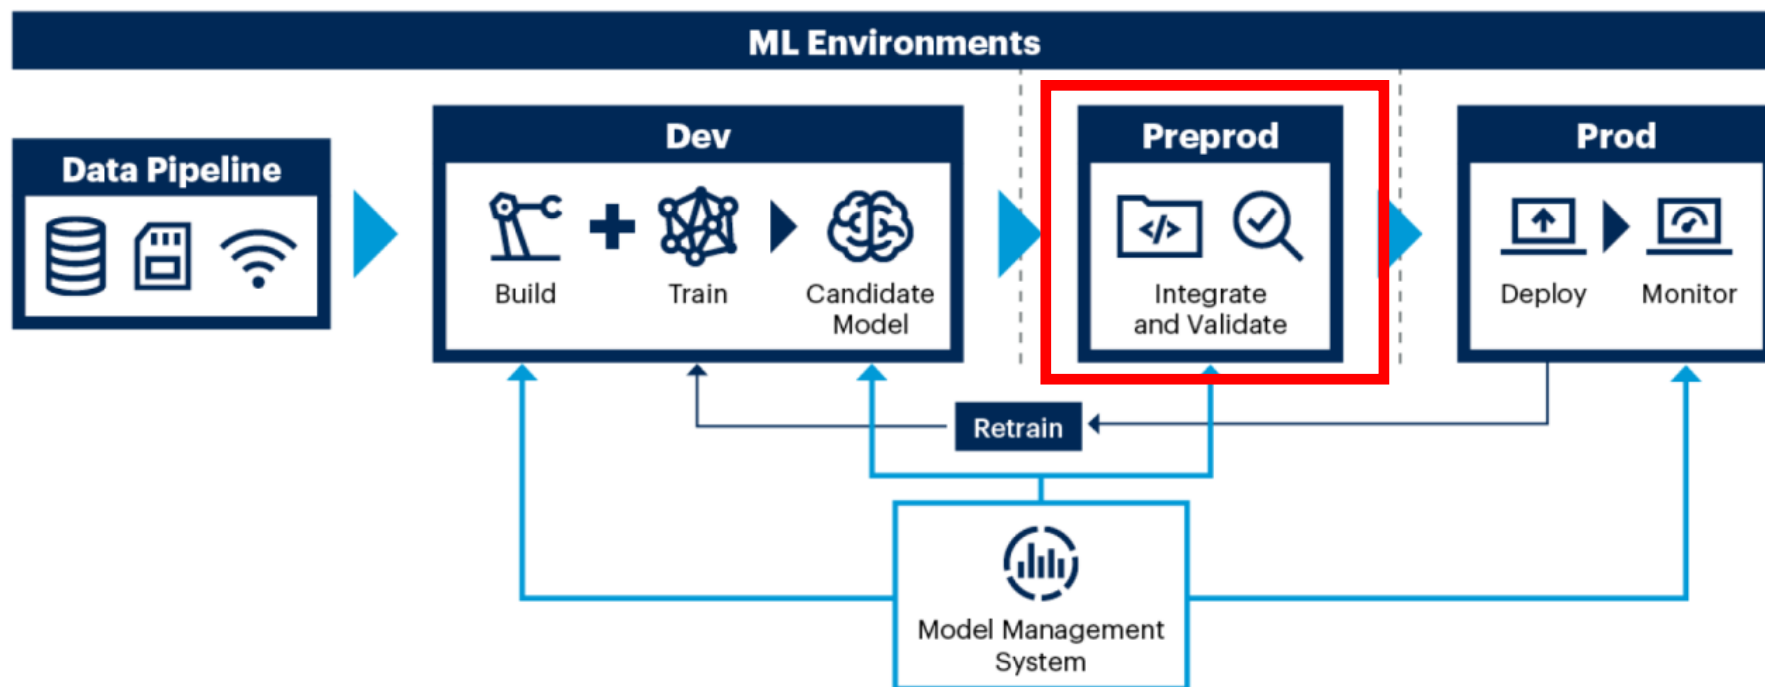 ML Environments
Data Pipeline
Dev
Build
Train
Candidate
Model
Preprod
</>
Integrate
and Validate
Prod
Deploy
Monitor
Retrain
Model Management
System